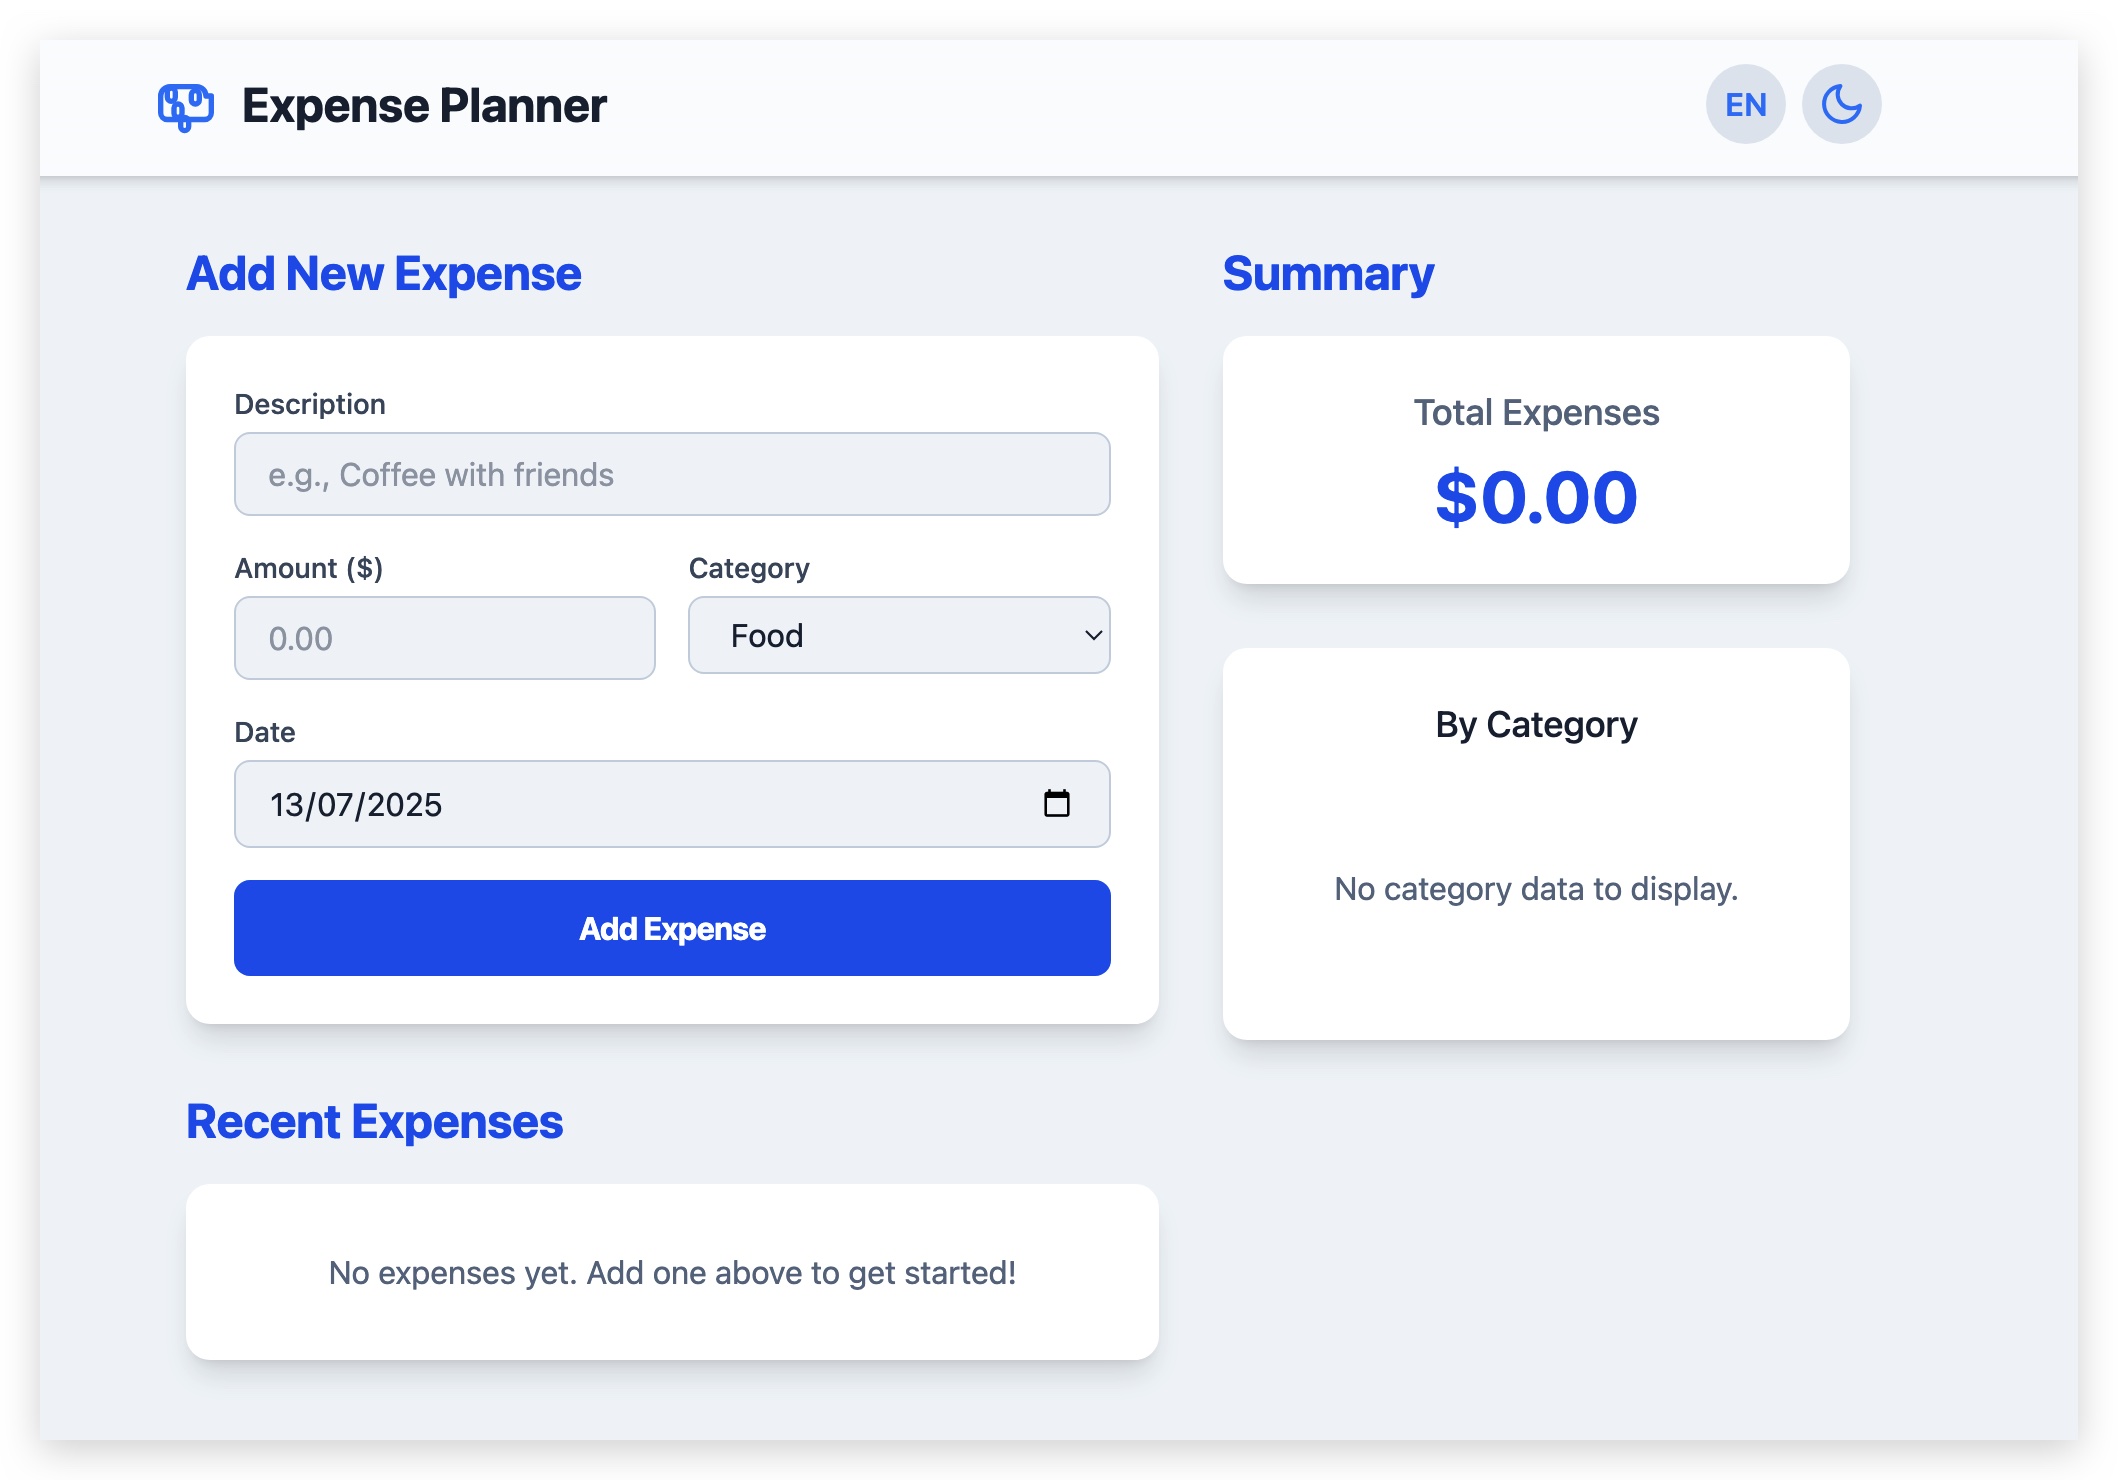 Expense Planner
EN
Add New Expense
Description
e.g., Coffee with friends
Amount ($)
Category
0.00
Food
Date
13/07/2025
Add Expense
Recent Expenses
No expenses yet. Add one above to get started!
Summary
Total Expenses
$0.00
By Category
No category data to display.